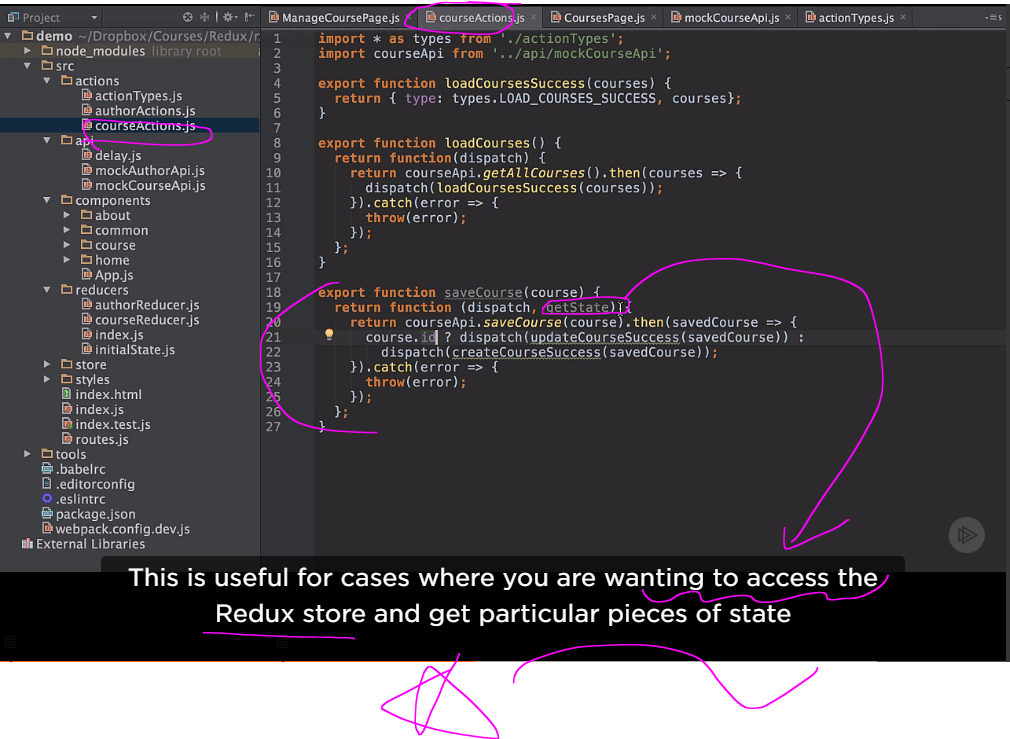 Project
ManageCoursePage.js × courseActions.js × CoursesPage.js × mockCourseApi.js × actionTypes.js ×
demo ~/Dropbox/Courses/Redux/r
node_modules library root
src
actions
actionTypes.js
authorActions.js
courseActions.js
api
delay.js
mockAuthorApi.js
mockCourseApi.js
components
about
common
course
home
App.js
reducers
authorReducer.js
courseReducer.js
index.js
initialState.js
store
styles
index.html
index.js
index.test.js
routes.js
tools
.babelrc
.editorconfig
.eslintrc
package.json
webpack.config.dev.js
External Libraries
1 import * as types from './actionTypes';
2 import courseApi from '../api/mockCourseApi';
3
4 export function loadCoursesSuccess(courses) {
5 return { type: types.LOAD_COURSES_SUCCESS, courses};
6 }
7
8 export function loadCourses() {
9 return function(dispatch) {
10 return courseApi.getAllCourses().then(courses => {
11 dispatch(loadCoursesSuccess(courses));
12 }).catch(error => {
13 throw(error);
14 });
15 };
16 }
17
18 export function saveCourse(course) {
19 return function (dispatch, getState) {
20 return courseApi.saveCourse(course).then(savedCourse => {
21 course.id ? dispatch(updateCourseSuccess(savedCourse)) :
22 dispatch(createCourseSuccess(savedCourse));
23 }).catch(error => {
24 throw(error);
25 });
26 };
27 }
This is useful for cases where you are wanting to access the
Redux store and get particular pieces of state